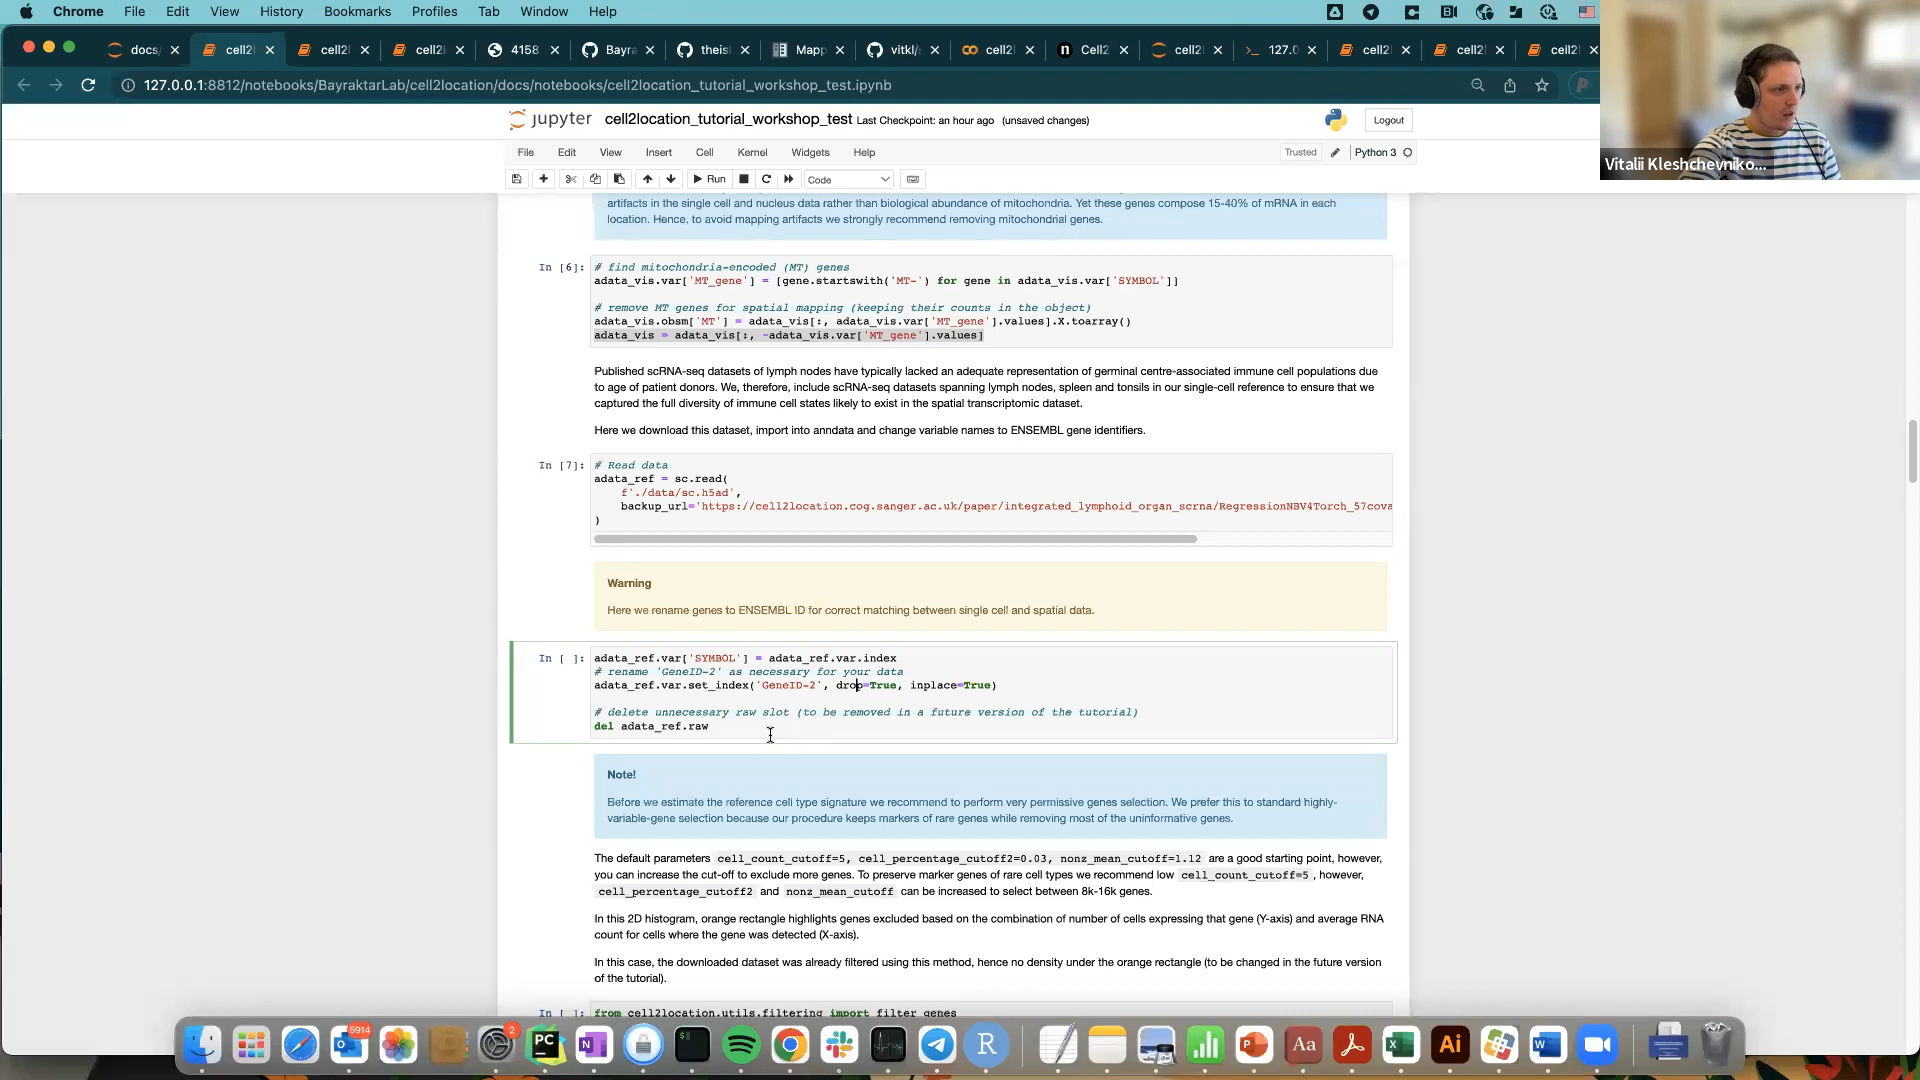 Chrome File Edit View History Bookmarks Profiles Tab Window Help
docs/ cell2l cell2l cell2l 4158 Bayra theisl Mapp vitkl/c cell2l Cell2 cell2l 127.0 cell2l cell2l cell2l
127.0.0.1:8812/notebooks/BayraktarLab/cell2location/docs/notebooks/cell2location_tutorial_workshop_test.ipynb
Vitalii Kleshchevniko...
jupyter cell2location_tutorial_workshop_test Last Checkpoint: an hour ago (unsaved changes) Logout
File Edit View Insert Cell Kernel Widgets Help Trusted Python 3
Run Code
artifacts in the single cell and nucleus data rather than biological abundance of mitochondria. Yet these genes compose 15-40% of mRNA in each
location. Hence, to avoid mapping artifacts we strongly recommend removing mitochondrial genes.
In [6]: # find mitochondria-encoded (MT) genes
adata_vis.var['MT_gene'] = [gene.startswith('MT-') for gene in adata_vis.var['SYMBOL']]
# remove MT genes for spatial mapping (keeping their counts in the object)
adata_vis.obsm['MT'] = adata_vis[:, adata_vis.var['MT_gene'].values].X.toarray()
adata_vis = adata_vis[:, ~adata_vis.var['MT_gene'].values]
Published scRNA-seq datasets of lymph nodes have typically lacked an adequate representation of germinal centre-associated immune cell populations due
to age of patient donors. We, therefore, include scRNA-seq datasets spanning lymph nodes, spleen and tonsils in our single-cell reference to ensure that we
captured the full diversity of immune cell states likely to exist in the spatial transcriptomic dataset.
Here we download this dataset, import into anndata and change variable names to ENSEMBL gene identifiers.
In [7]: # Read data
adata_ref = sc.read(
f'./data/sc.h5ad',
backup_url='https://cell2location.cog.sanger.ac.uk/paper/integrated_lymphoid_organ_scrna/RegressionNBV4Torch_57cova
)
Warning
Here we rename genes to ENSEMBL ID for correct matching between single cell and spatial data.
In [ ]: adata_ref.var['SYMBOL'] = adata_ref.var.index
# rename 'GeneID-2' as necessary for your data
adata_ref.var.set_index('GeneID-2', drop=True, inplace=True)
# delete unnecessary raw slot (to be removed in a future version of the tutorial)
del adata_ref.raw
Note!
Before we estimate the reference cell type signature we recommend to perform very permissive genes selection. We prefer this to standard highly-
variable-gene selection because our procedure keeps markers of rare genes while removing most of the uninformative genes.
The default parameters cell_count_cutoff=5, cell_percentage_cutoff2=0.03, nonz_mean_cutoff=1.12 are a good starting point, however,
you can increase the cut-off to exclude more genes. To preserve marker genes of rare cell types we recommend low cell_count_cutoff=5 , however,
cell_percentage_cutoff2 and nonz_mean_cutoff can be increased to select between 8k-16k genes.
In this 2D histogram, orange rectangle highlights genes excluded based on the combination of number of cells expressing that gene (Y-axis) and average RNA
count for cells where the gene was detected (X-axis).
In this case, the downloaded dataset was already filtered using this method, hence no density under the orange rectangle (to be changed in the future version
of the tutorial).
In [ ]: from cell2location.utils.filtering import filter_genes
5914 2